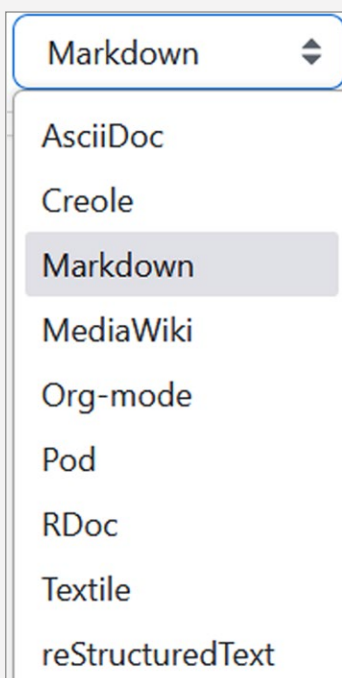 Markdown
AsciiDoc
Creole
Markdown
MediaWiki
Org-mode
Pod
RDoc
Textile
reStructuredText